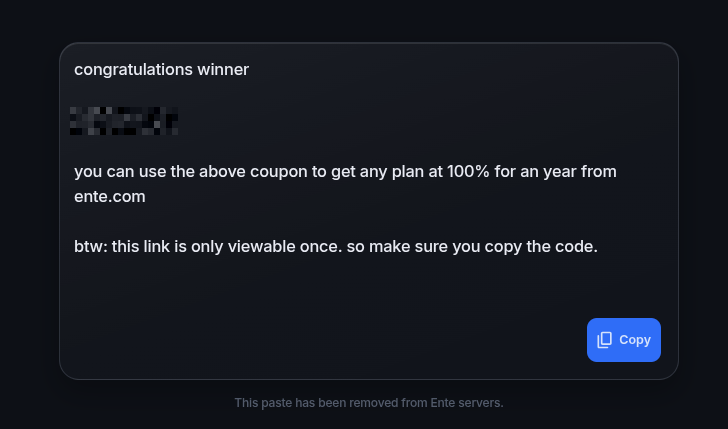 congratulations winner
you can use the above coupon to get any plan at 100% for an year from
ente.com
btw: this link is only viewable once. so make sure you copy the code.
Copy
This paste has been removed from Ente servers.